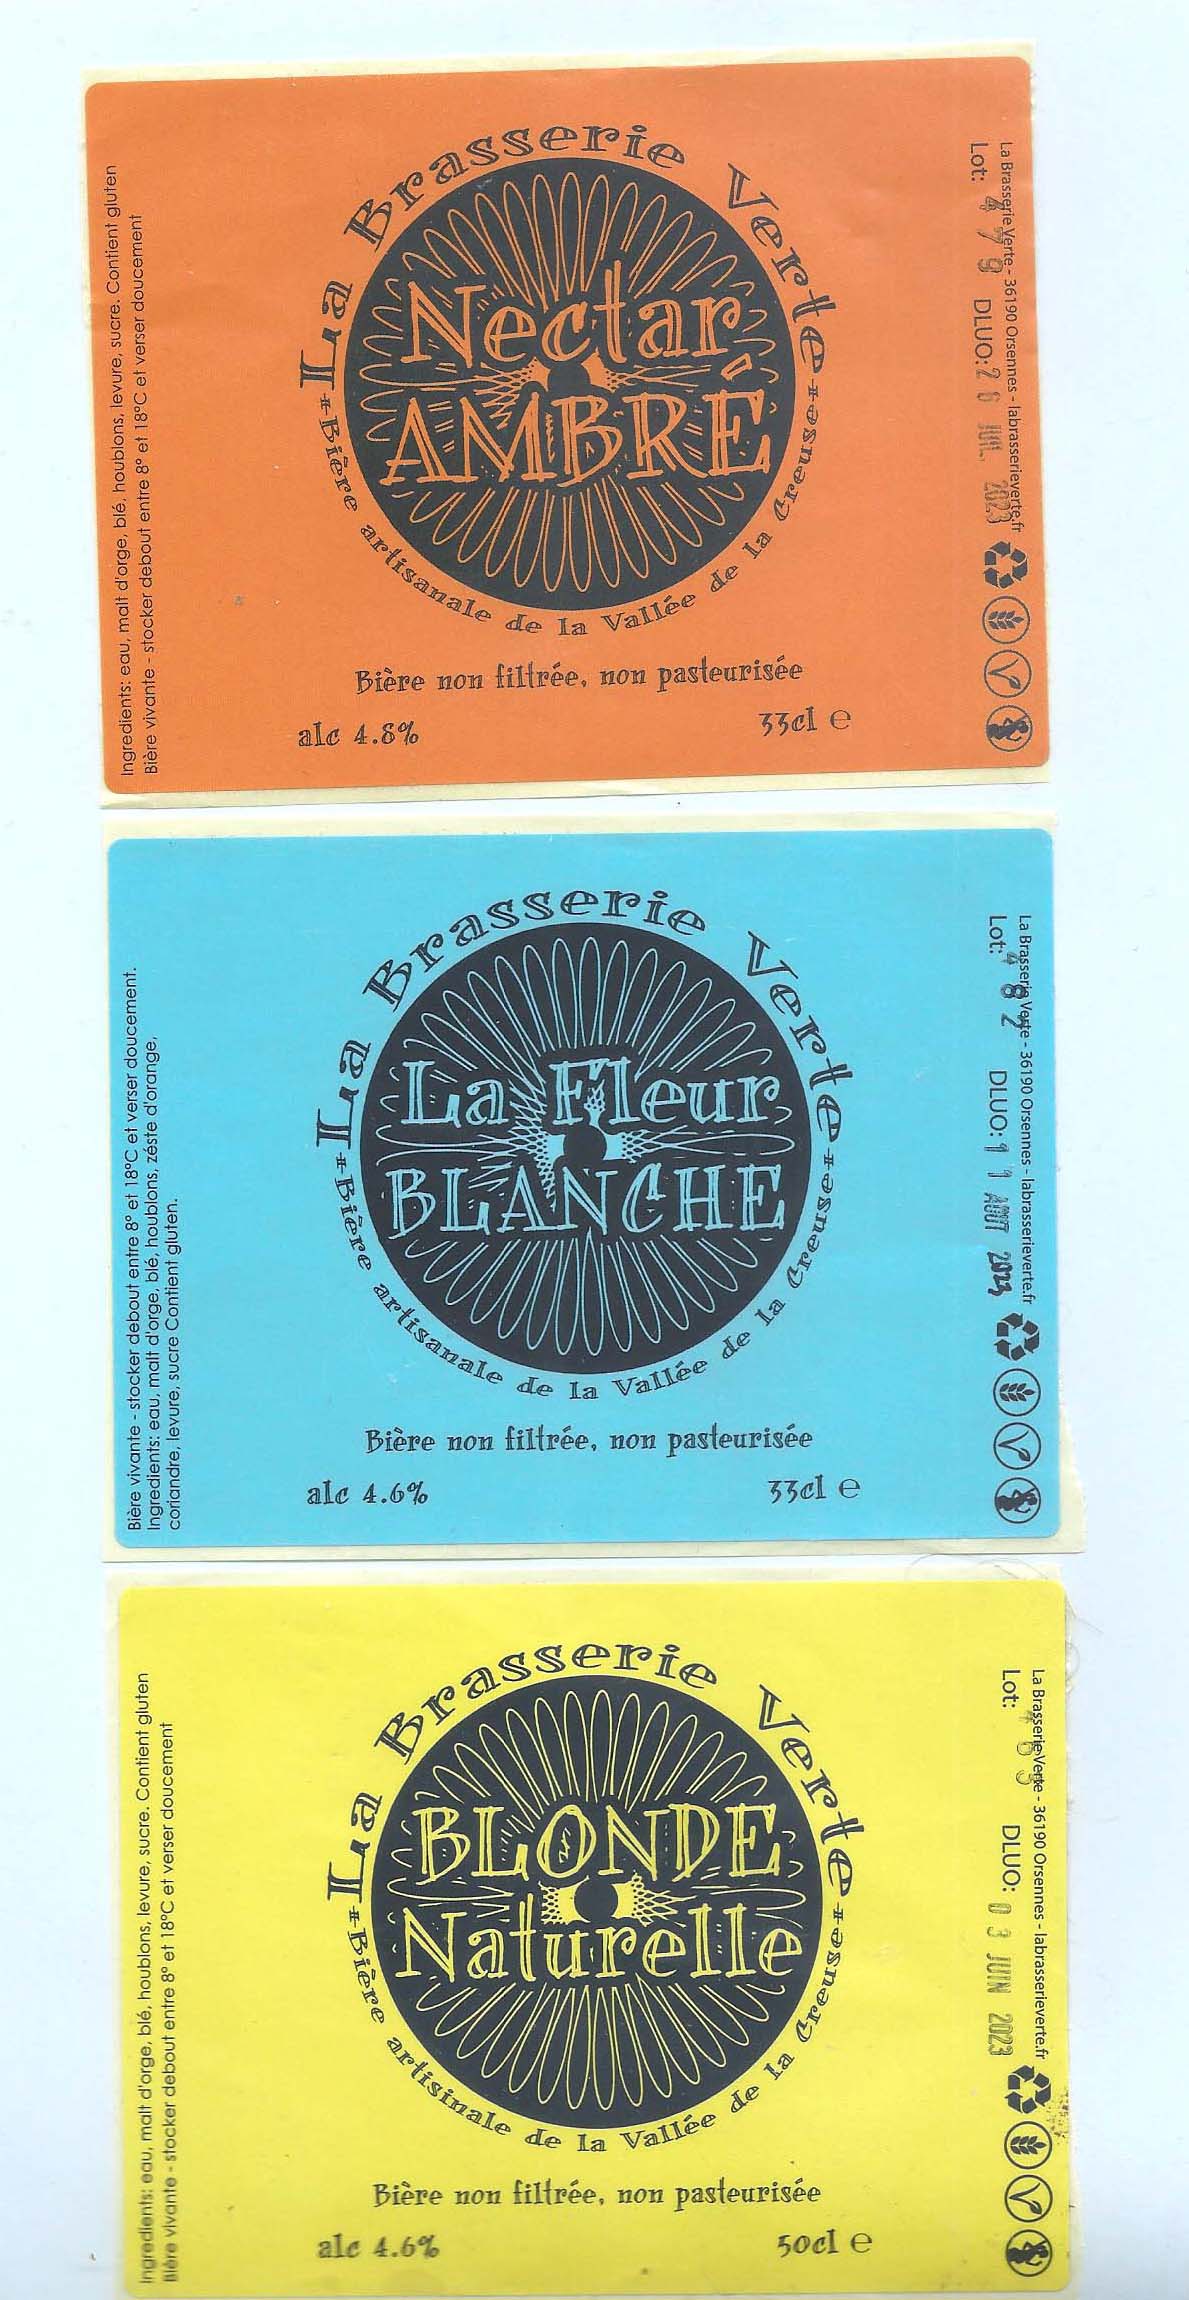 La Brasserie Verte
Nectar
AMBRÉ
+Bière artisanale de la Vallée de la Creuse+
Bière non filtrée, non pasteurisée
alc 4.8%
33cl e
Ingredients: eau, malt d'orge, blé, houblons, levure, sucre. Contient gluten
Bière vivante - stocker debout entre 8° et 18°C et verser doucement
La Brasserie Verte - 36190 Orsennes - labrasserieverte.fr
Lot: 479 DLUO: 26 JUIL. 2023
La Brasserie Verte
La Fleur
BLANCHE
+Bière artisanale de la Vallée de la Creuse+
Bière non filtrée, non pasteurisée
alc 4.6%
33cl e
Bière vivante - stocker debout entre 8° et 18°C et verser doucement.
Ingredients: eau, malt d'orge, blé, houblons, zéste d'orange,
coriandre, levure, sucre Contient gluten.
La Brasserie Verte - 36190 Orsennes - labrasserieverte.fr
Lot: 482 DLUO: 11 AOUT 2023
La Brasserie Verte
BLONDE
Naturelle
+Bière artisinale de la Vallée de la Creuse+
Bière non filtrée, non pasteurisée
alc 4.6%
50cl e
Ingredients: eau, malt d'orge, blé, houblons, levure, sucre. Contient gluten
Bière vivante - stocker debout entre 8° et 18°C et verser doucement
La Brasserie Verte - 36190 Orsennes - labrasserieverte.fr
Lot: DLUO: 03 JUIN 2023